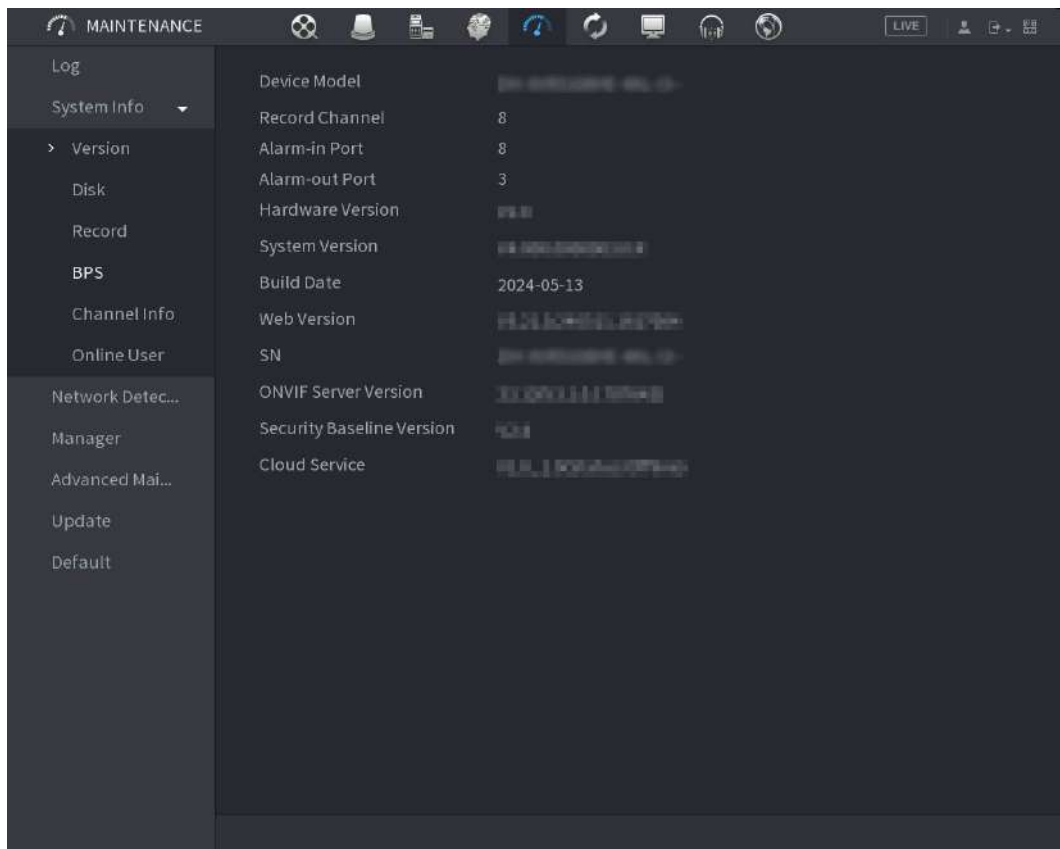 MAINTENANCE
LIVE
Log
System Info
Version
Disk
Record
BPS
Channel Info
Online User
Network Detec...
Manager
Advanced Mai...
Update
Default
Device Model
Record Channel 8
Alarm-in Port 8
Alarm-out Port 3
Hardware Version
System Version
Build Date 2024-05-13
Web Version
SN
ONVIF Server Version
Security Baseline Version
Cloud Service